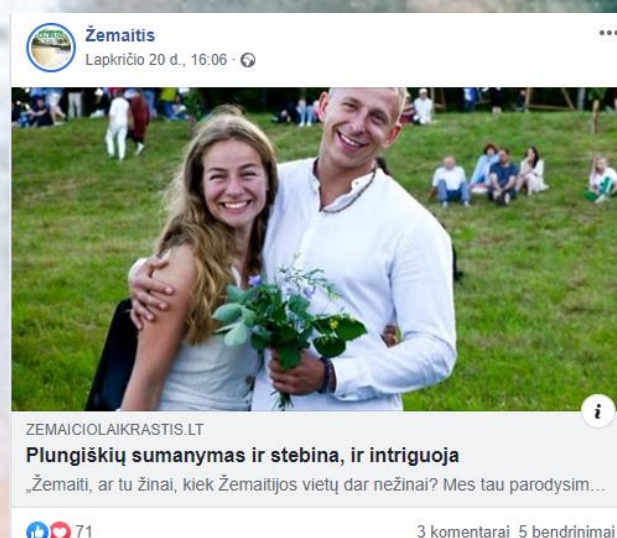 Žemaitis
Lapkričio 20 d., 16:06 ·
ZEMAICIOLAIKRASTIS.LT
Plungiškių sumanymas ir stebina, ir intriguoja
„Žemaiti, ar tu žinai, kiek Žemaitijos vietų dar nežinai? Mes tau parodysim...
71
3 komentarai 5 bendrinimai